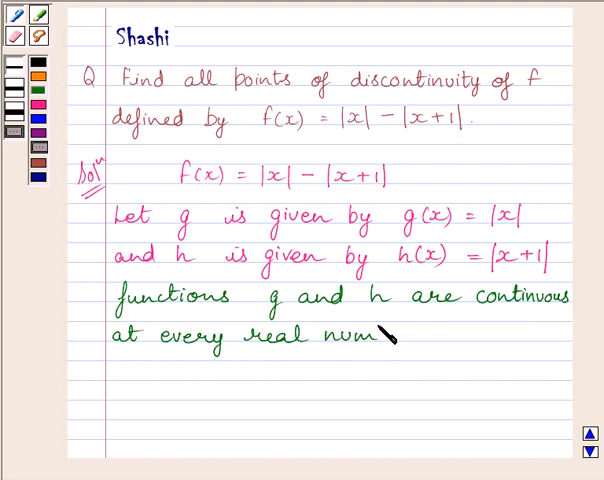 Shashi
Q Find all points of discontinuity of f
defined by f(x) = |x| - |x+1|.
Solⁿ f(x) = |x| - |x+1|
Let g is given by g(x) = |x|
and h is given by h(x) = |x+1|
functions g and h are continuous
at every real num